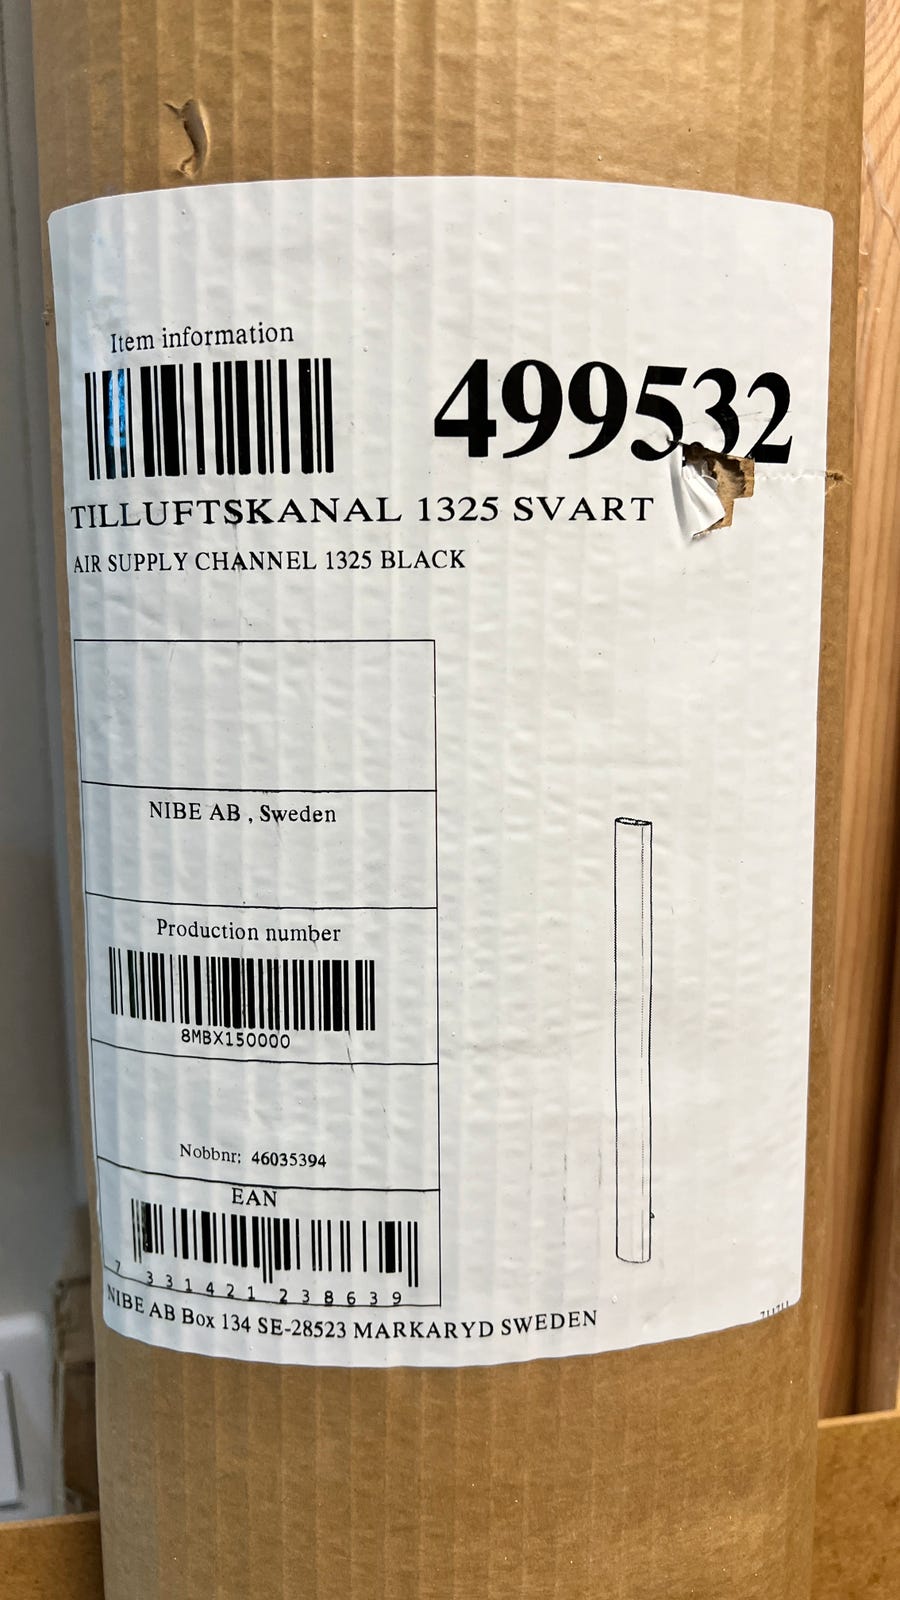 Item information
499532
TILLUFTSKANAL 1325 SVART
AIR SUPPLY CHANNEL 1325 BLACK
NIBE AB , Sweden
Production number
8MBX150000
Nobbnr: 46035394
EAN
7 331421 238639
NIBE AB Box 134 SE-28523 MARKARYD SWEDEN